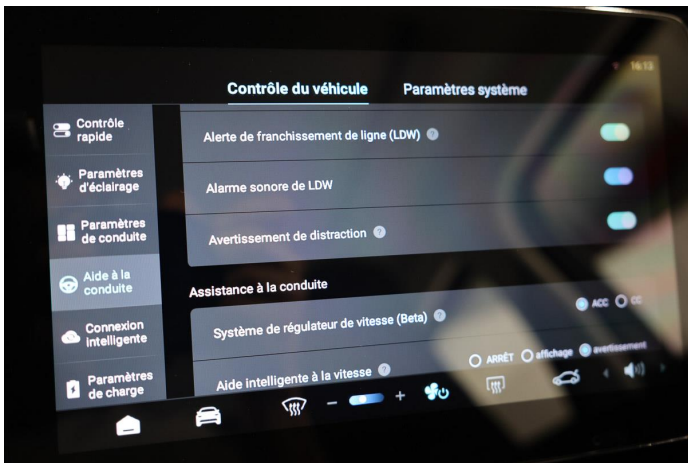 16:13
Contrôle du véhicule
Paramètres système
Contrôle
rapide
Paramètres
d'éclairage
Paramètres
de conduite
Aide à la
conduite
Connexion
intelligente
Paramètres
de charge
Alerte de franchissement de ligne (LDW) ?
Alarme sonore de LDW
Avertissement de distraction ?
Assistance à la conduite
Système de régulateur de vitesse (Beta) ?
ACC CC
Aide intelligente à la vitesse ?
ARRÊT affichage avertissement
− +